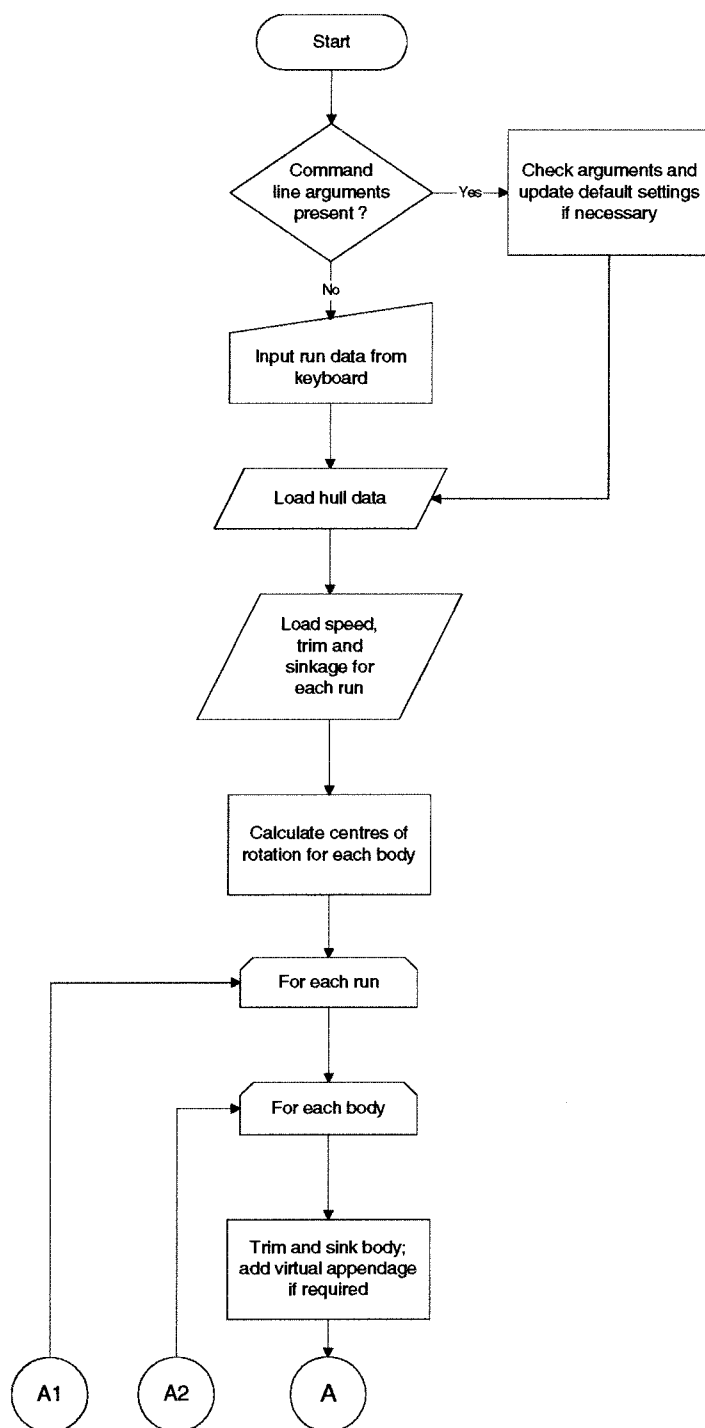 Start
Command
line arguments
present ?
Yes
Check arguments and
update default settings
if necessary
No
Input run data from
keyboard
Load hull data
Load speed,
trim and
sinkage for
each run
Calculate centres of
rotation for each body
For each run
For each body
Trim and sink body;
add virtual appendage
if required
A1
A2
A